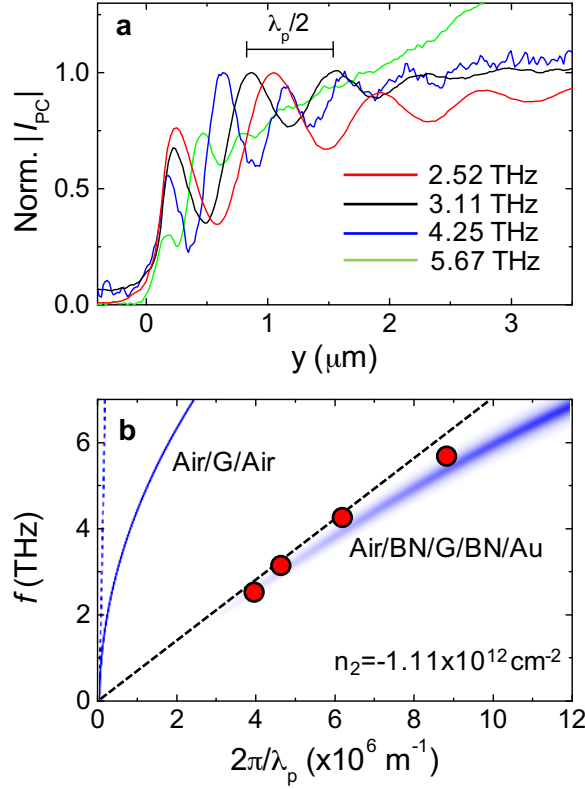 a
λp/2
Norm. |IPC|
1.0
0.5
0.0
2.52 THz
3.11 THz
4.25 THz
5.67 THz
0 1 2 3
y (μm)
b
Air/G/Air
Air/BN/G/BN/Au
n2=-1.11x10^12cm^-2
f (THz)
6
4
2
0
0 2 4 6 8 10 12
2π/λp (x10^6 m^-1)